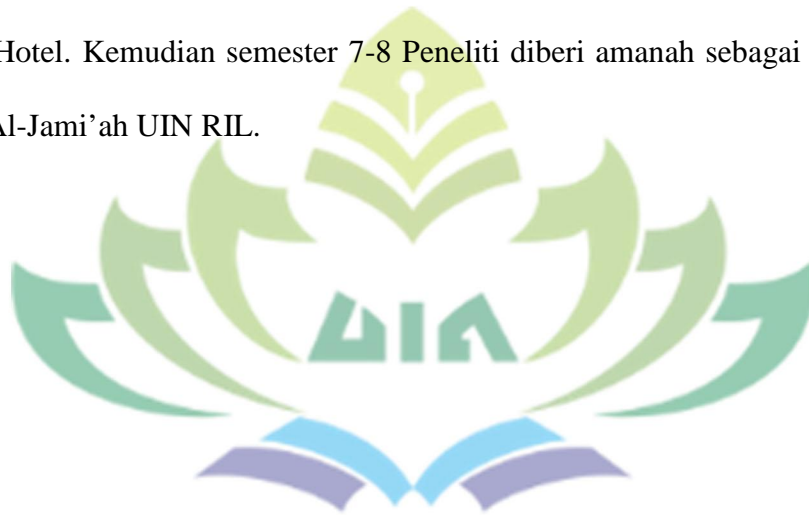 Hotel. Kemudian semester 7-8 Peneliti diberi amanah sebagai
Al-Jami’ah UIN RIL.
UIN